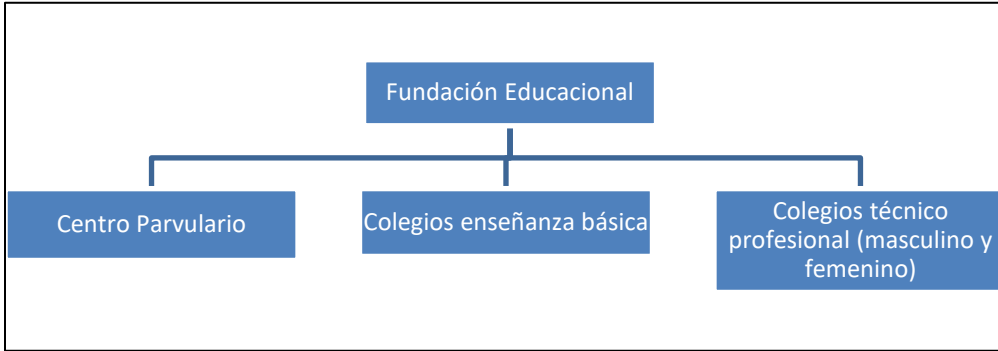 Fundación Educacional
Centro Parvulario
Colegios enseñanza básica
Colegios técnico
profesional (masculino y
femenino)